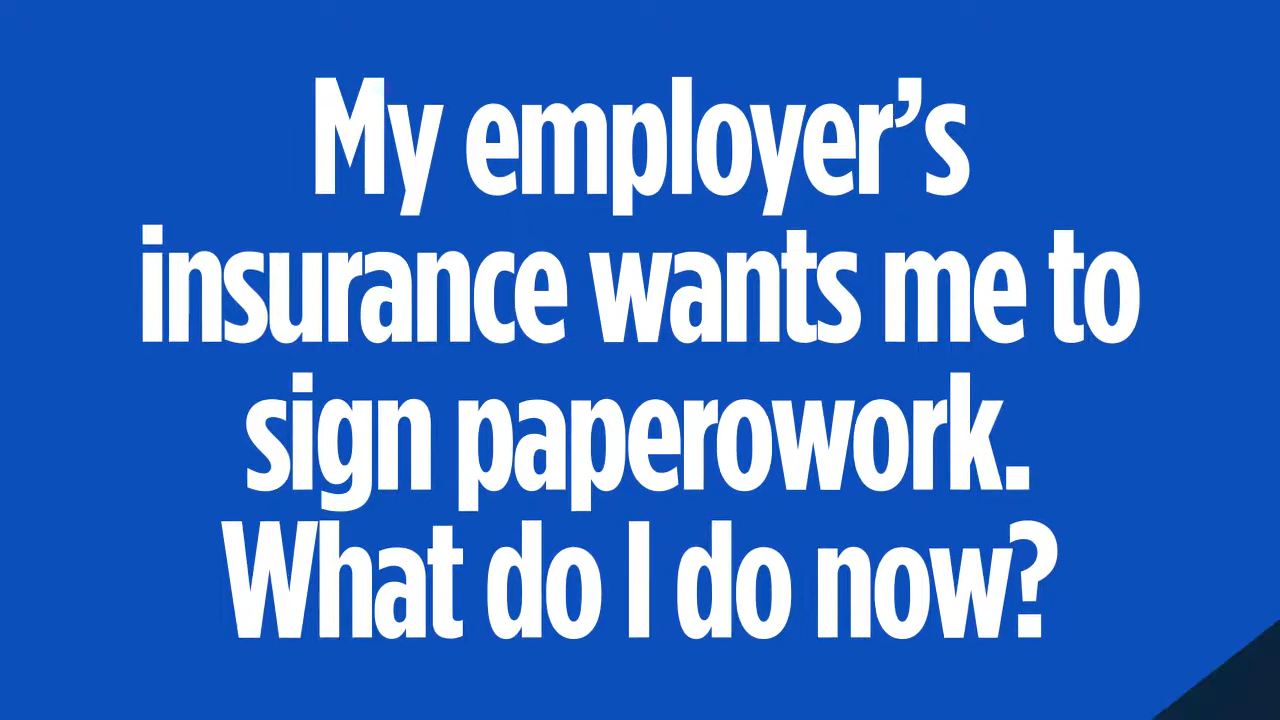 My employer’s
insurance wants me to
sign paperowork.
What do I do now?